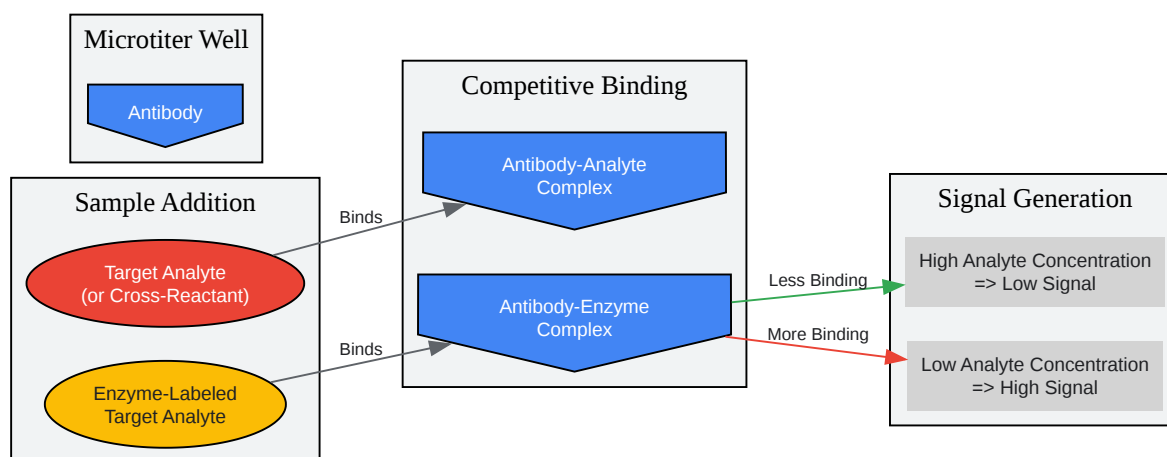 Microtiter Well
Antibody
Sample Addition
Target Analyte
(or Cross-Reactant)
Enzyme-Labeled
Target Analyte
Binds
Binds
Competitive Binding
Antibody-Analyte
Complex
Antibody-Enzyme
Complex
Less Binding
More Binding
Signal Generation
High Analyte Concentration
=> Low Signal
Low Analyte Concentration
=> High Signal